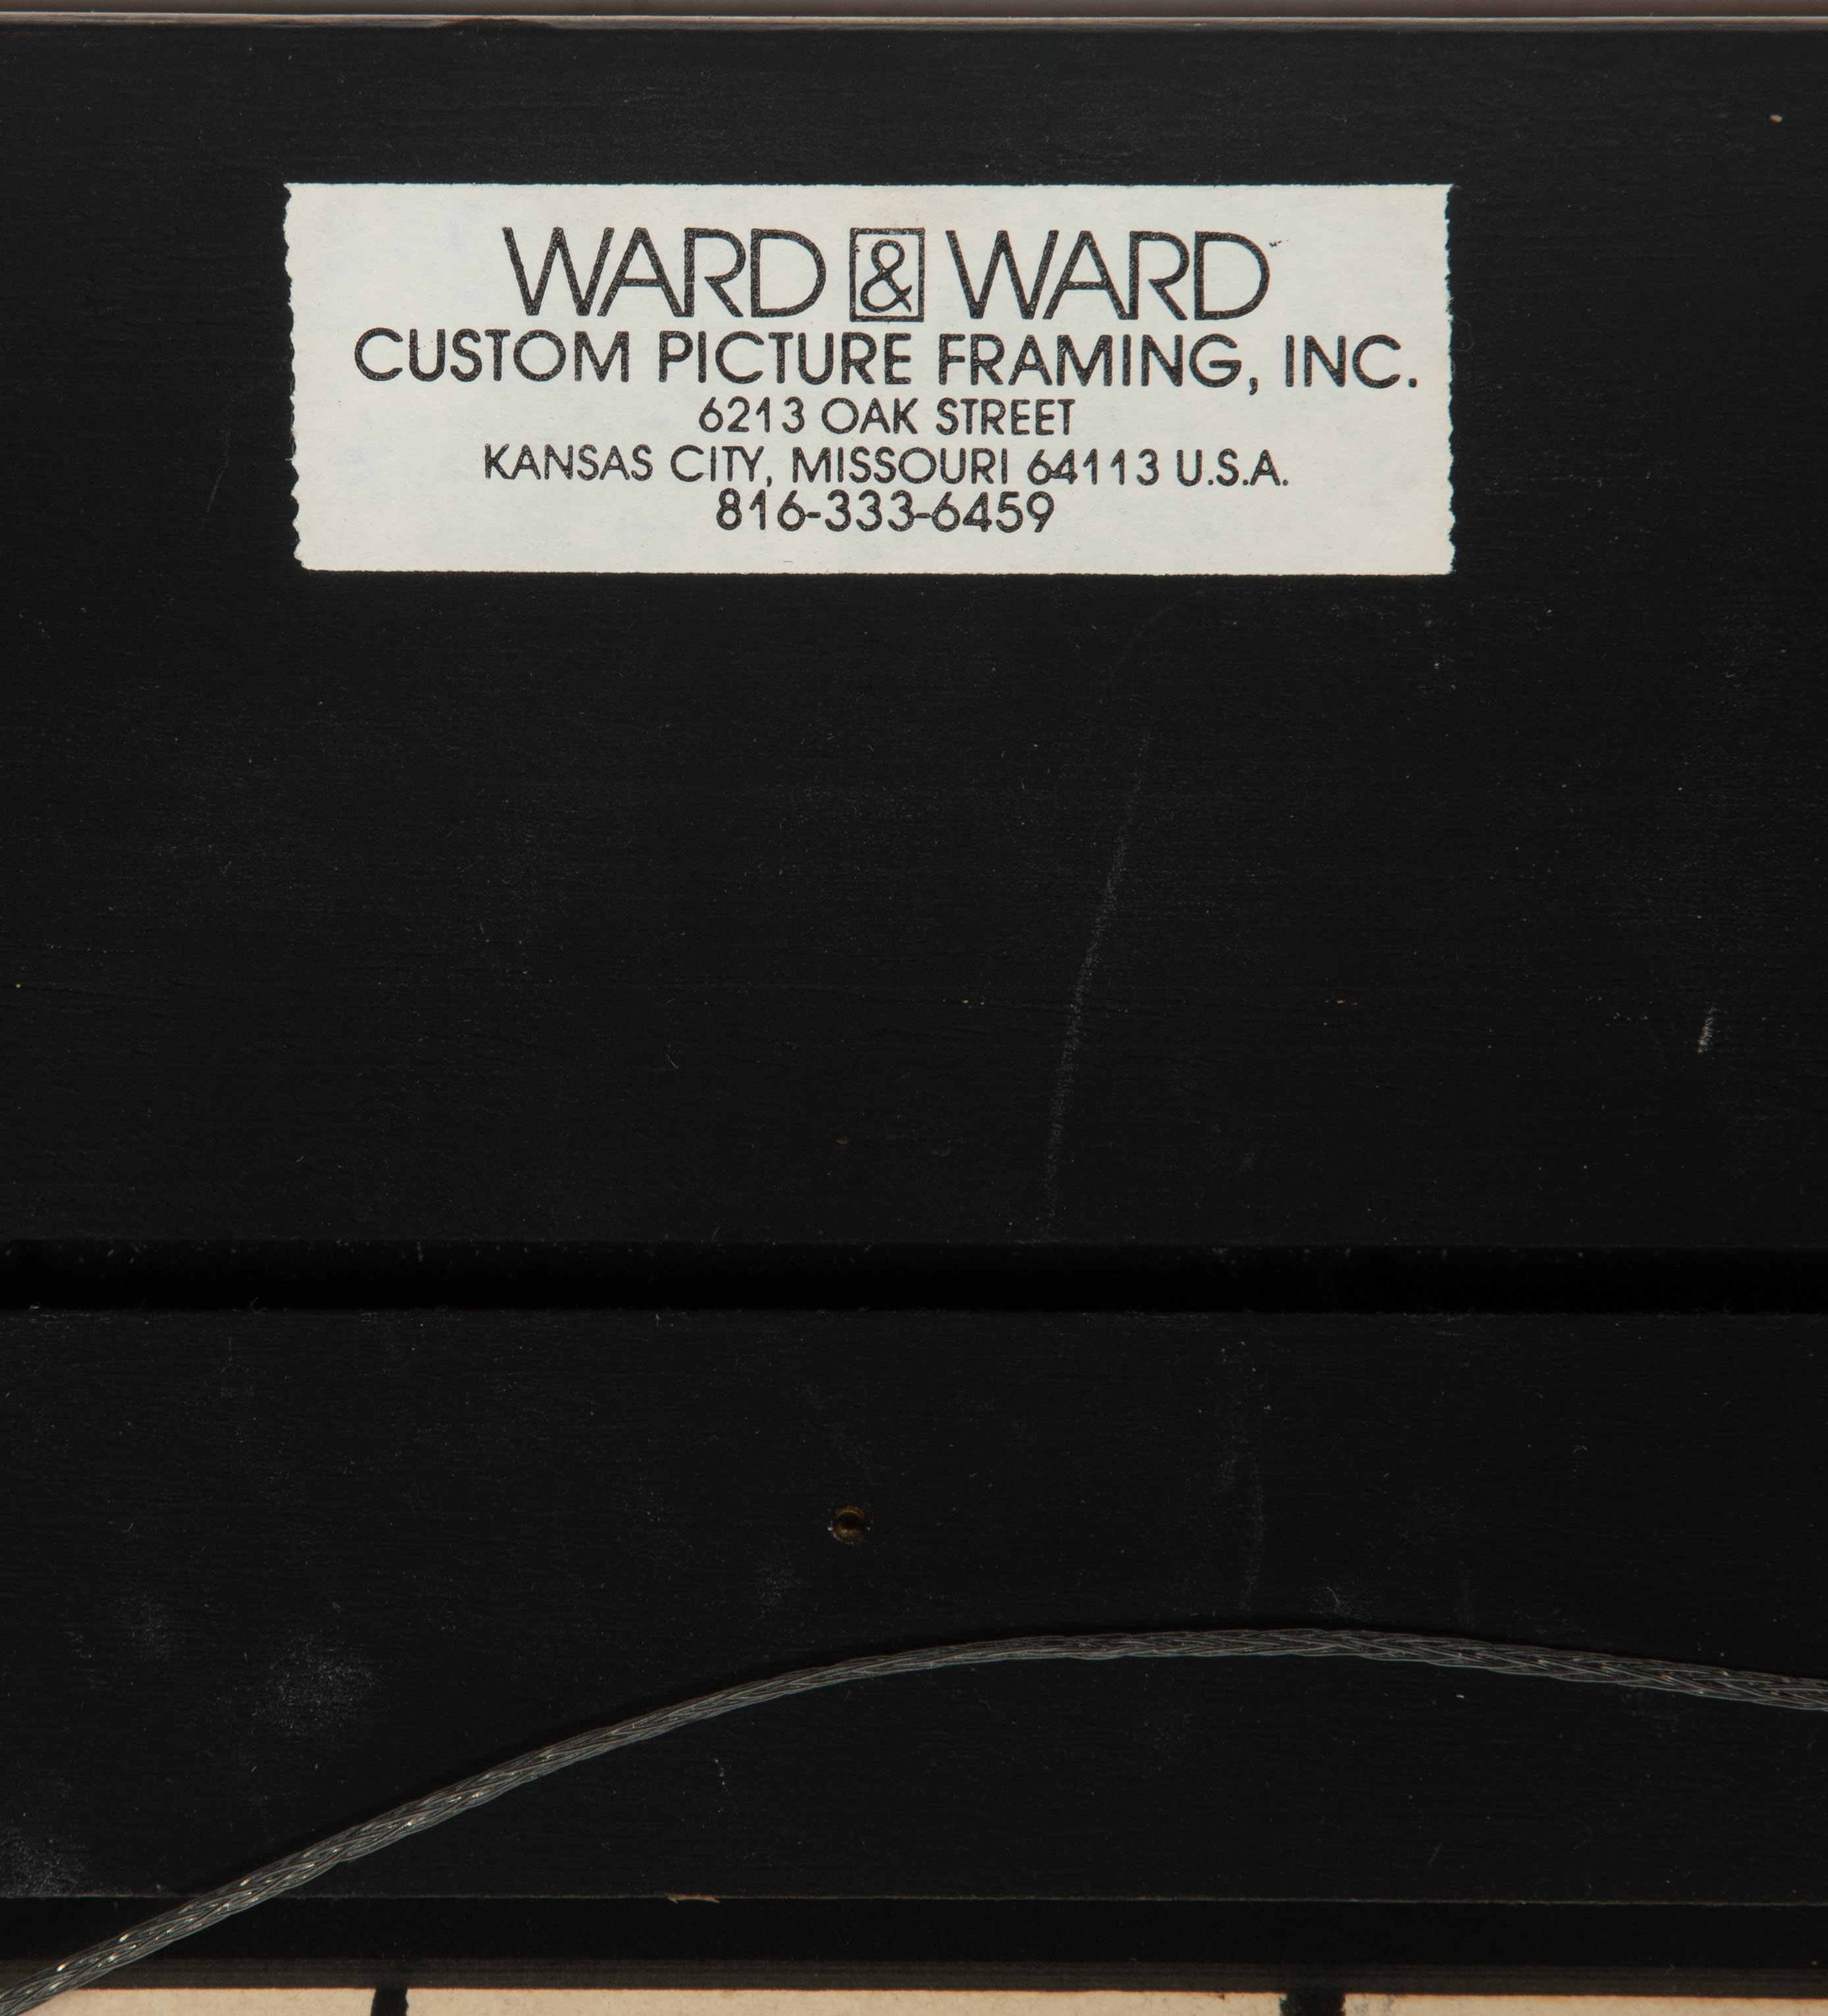 WARD & WARD
CUSTOM PICTURE FRAMING, INC.
6213 OAK STREET
KANSAS CITY, MISSOURI 64113 U.S.A.
816-333-6459